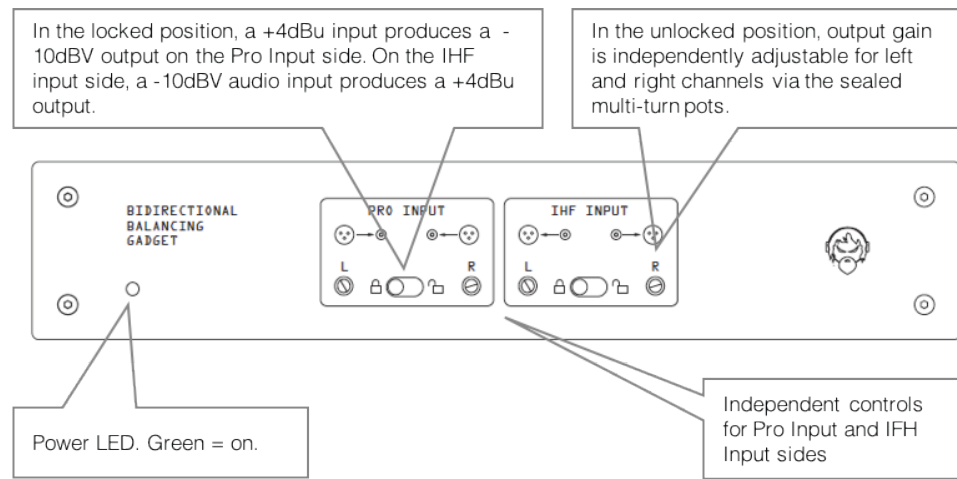 In the locked position, a +4dBu input produces a -
10dBV output on the Pro Input side. On the IHF
input side, a -10dBV audio input produces a +4dBu
output.
In the unlocked position, output gain
is independently adjustable for left
and right channels via the sealed
multi-turn pots.
BIDIRECTIONAL
BALANCING
GADGET
PRO INPUT
L
R
IHF INPUT
L
R
Power LED. Green = on.
Independent controls
for Pro Input and IFH
Input sides